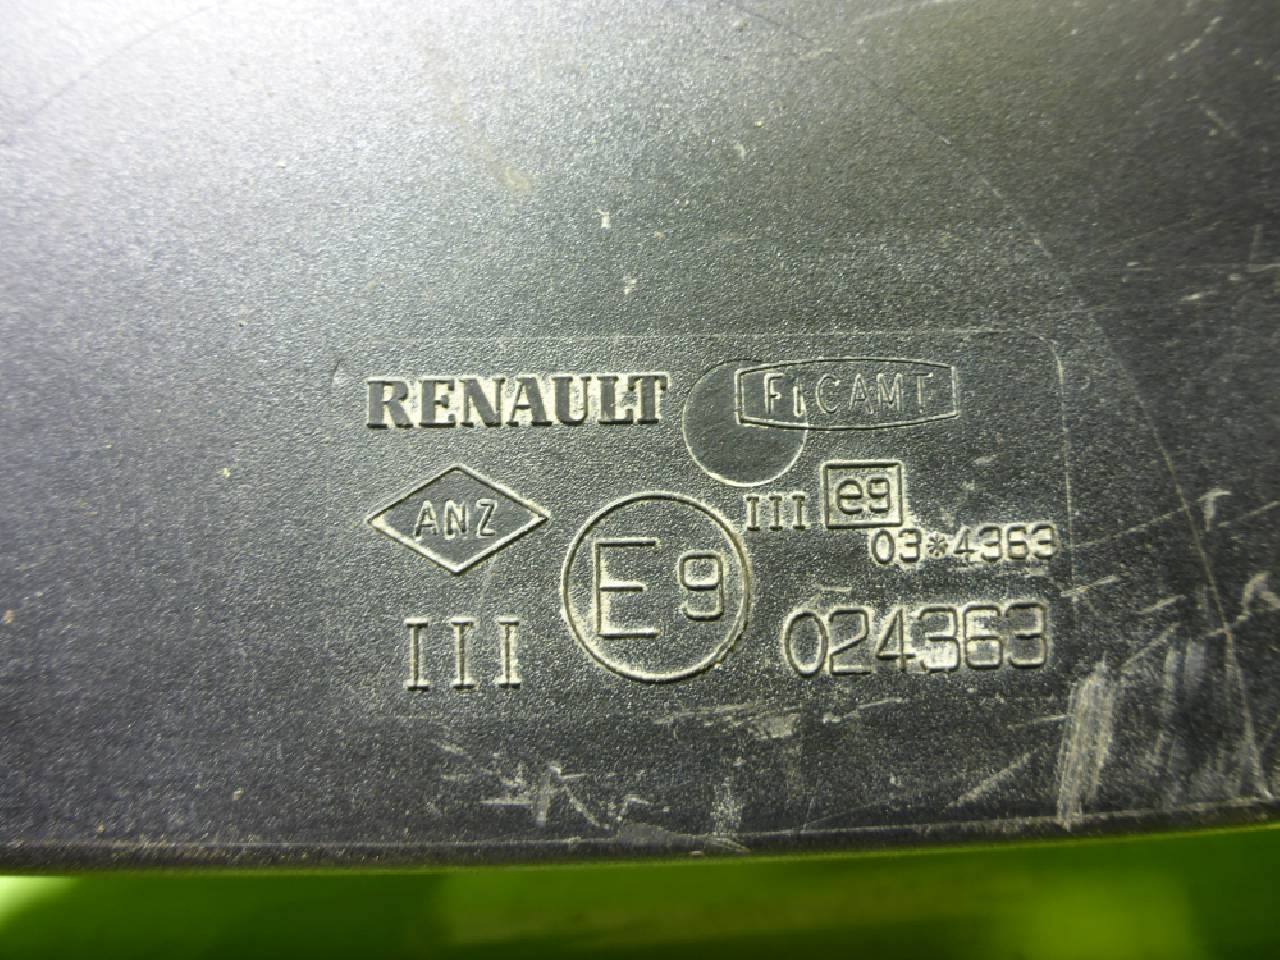 RENAULT FICAMT
ANZ
III e9
03*4363
III E9 024363